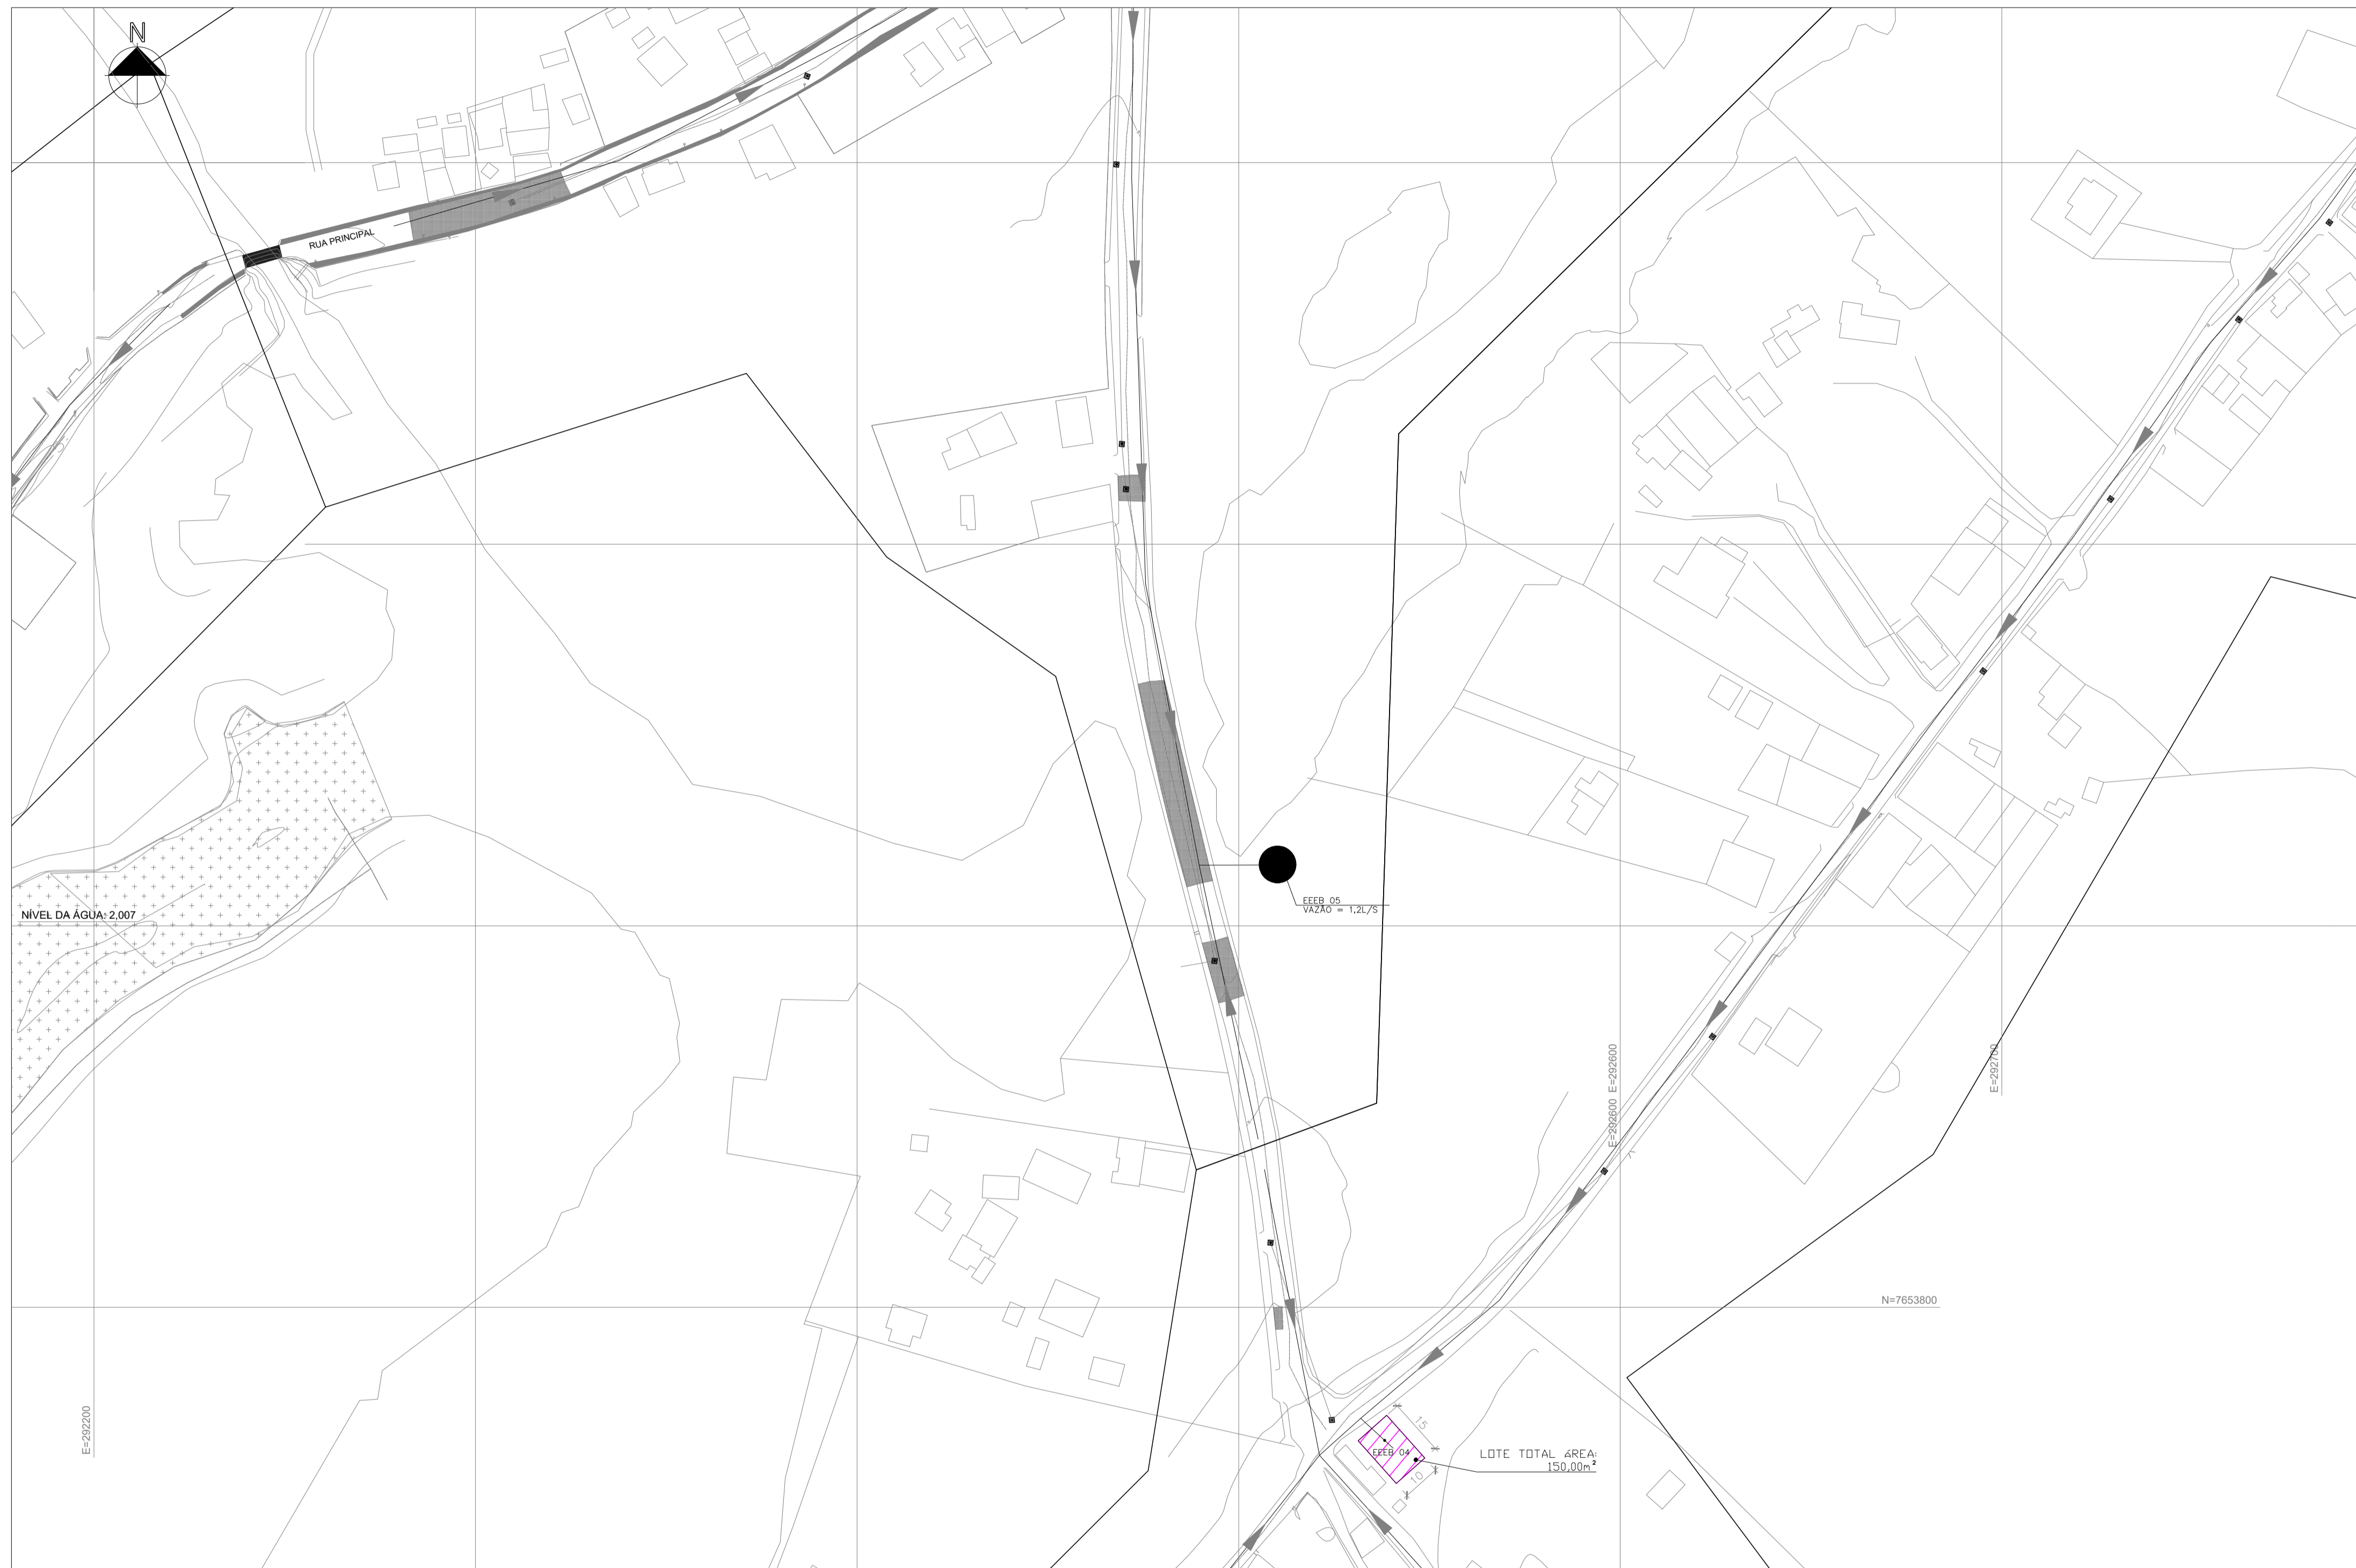 N
RUA PRINCIPAL
EEEB 05
VAZÃO = 1,2L/S
NÍVEL DA ÁGUA: 2,007
E=292600
E=292600
E=292700
N=7653800
E=292200
15
EEEB 04
10
LOTE TOTAL ÁREA:
150,00m²